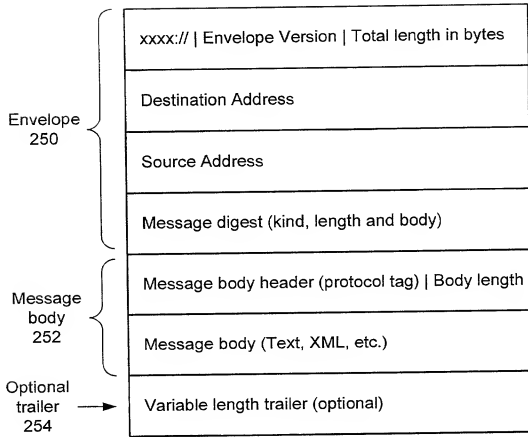 xxxx:// | Envelope Version | Total length in bytes
Destination Address
Envelope
250
Source Address
Message digest (kind, length and body)
Message body header (protocol tag) | Body length
Message
body
252
Message body (Text, XML, etc.)
Optional
trailer
254
Variable length trailer (optional)